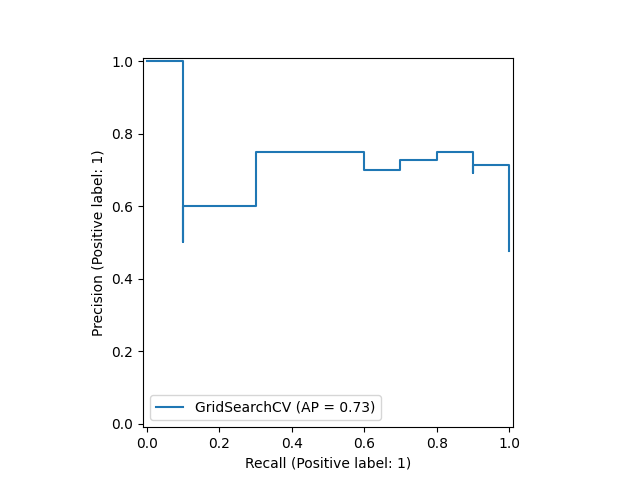 1.0
0.8
0.6
0.4
0.2
0.0
Precision (Positive label: 1)
GridSearchCV (AP = 0.73)
0.0 0.2 0.4 0.6 0.8 1.0
Recall (Positive label: 1)